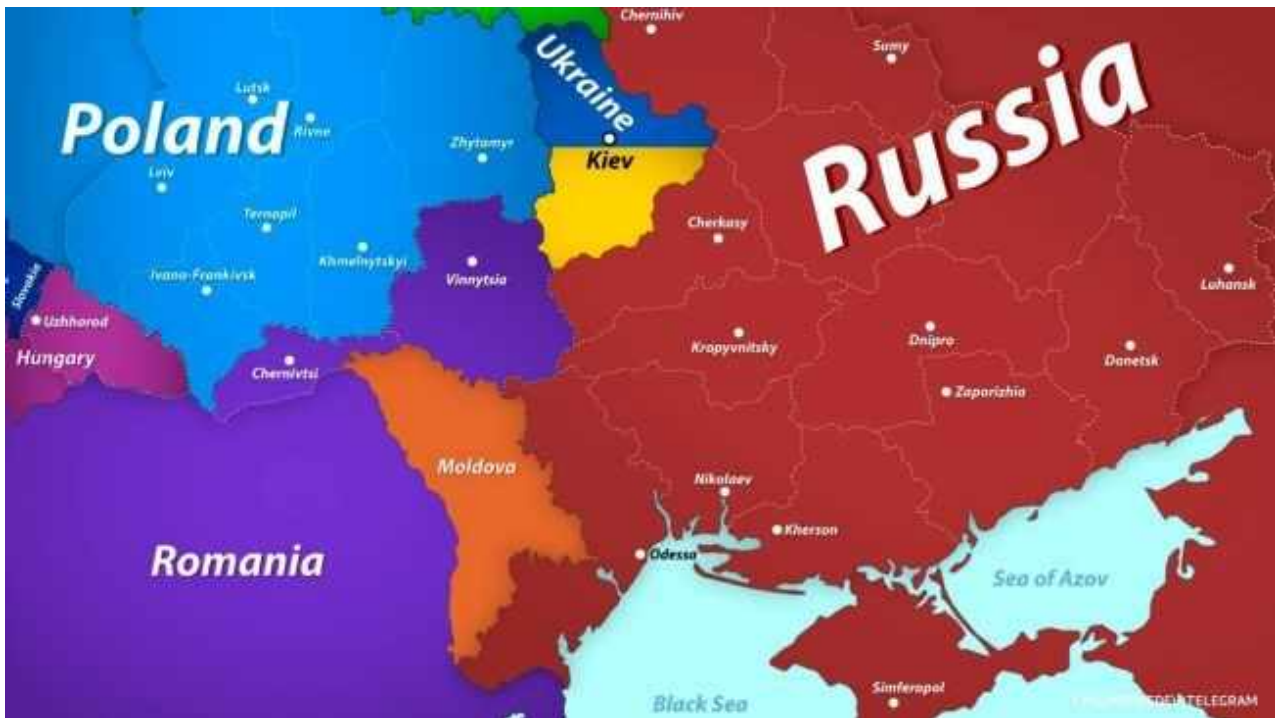 Chernihiv
Ukraine
Sumy
Russia
Lutsk
Poland
Rivne
Zhytomyr
Kiev
Lviv
Ternopil
Cherkasy
Khmelnytskyi
Ivano-Frankivsk
Vinnytsia
Slovakia
Luhansk
Uzhhorod
Hungary
Chernivtsi
Kropyvnitsky
Dnipro
Donetsk
Zaporizhia
Moldova
Nikolaev
Kherson
Odessa
Romania
Sea of Azov
Simferopol
Black Sea
TELEGRAM